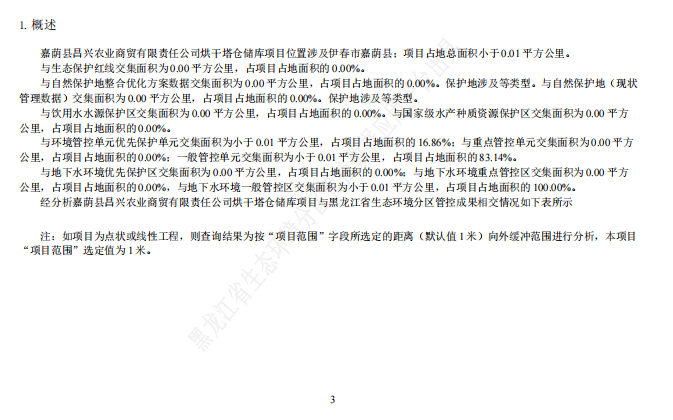 1. 概述
嘉荫县昌兴农业商贸有限责任公司烘干塔仓储库项目位置涉及伊春市嘉荫县；项目占地总面积小于0.01 平方公里。
与生态保护红线交集面积为0.00 平方公里，占项目占地面积的0.00%。
与自然保护地整合优化方案数据交集面积为0.00 平方公里，占项目占地面积的0.00%。保护地涉及等类型。与自然保护地（现状
管理数据）交集面积为0.00 平方公里，占项目占地面积的0.00%。保护地涉及等类型。
与饮用水水源保护区交集面积为0.00 平方公里，占项目占地面积的0.00%。与国家级水产种质资源保护区交集面积为0.00 平方
公里，占项目占地面积的0.00%。
与环境管控单元优先保护单元交集面积为小于0.01 平方公里，占项目占地面积的16.86%；与重点管控单元交集面积为0.00 平方
公里，占项目占地面积的0.00%；一般管控单元交集面积为小于0.01 平方公里，占项目占地面积的83.14%。
与地下水环境优先保护区交集面积为0.00 平方公里，占项目占地面积的0.00%；与地下水环境重点管控区交集面积为0.00 平方
公里，占项目占地面积的0.00%，与地下水环境一般管控区交集面积为小于0.01 平方公里，占项目占地面积的100.00%。
经分析嘉荫县昌兴农业商贸有限责任公司烘干塔仓储库项目与黑龙江省生态环境分区管控成果相交情况如下表所示
注：如项目为点状或线性工程，则查询结果为按“项目范围”字段所选定的距离（默认值1米）向外缓冲范围进行分析，本项目
“项目范围”选定值为1米。
黑龙江省生态环境分
3